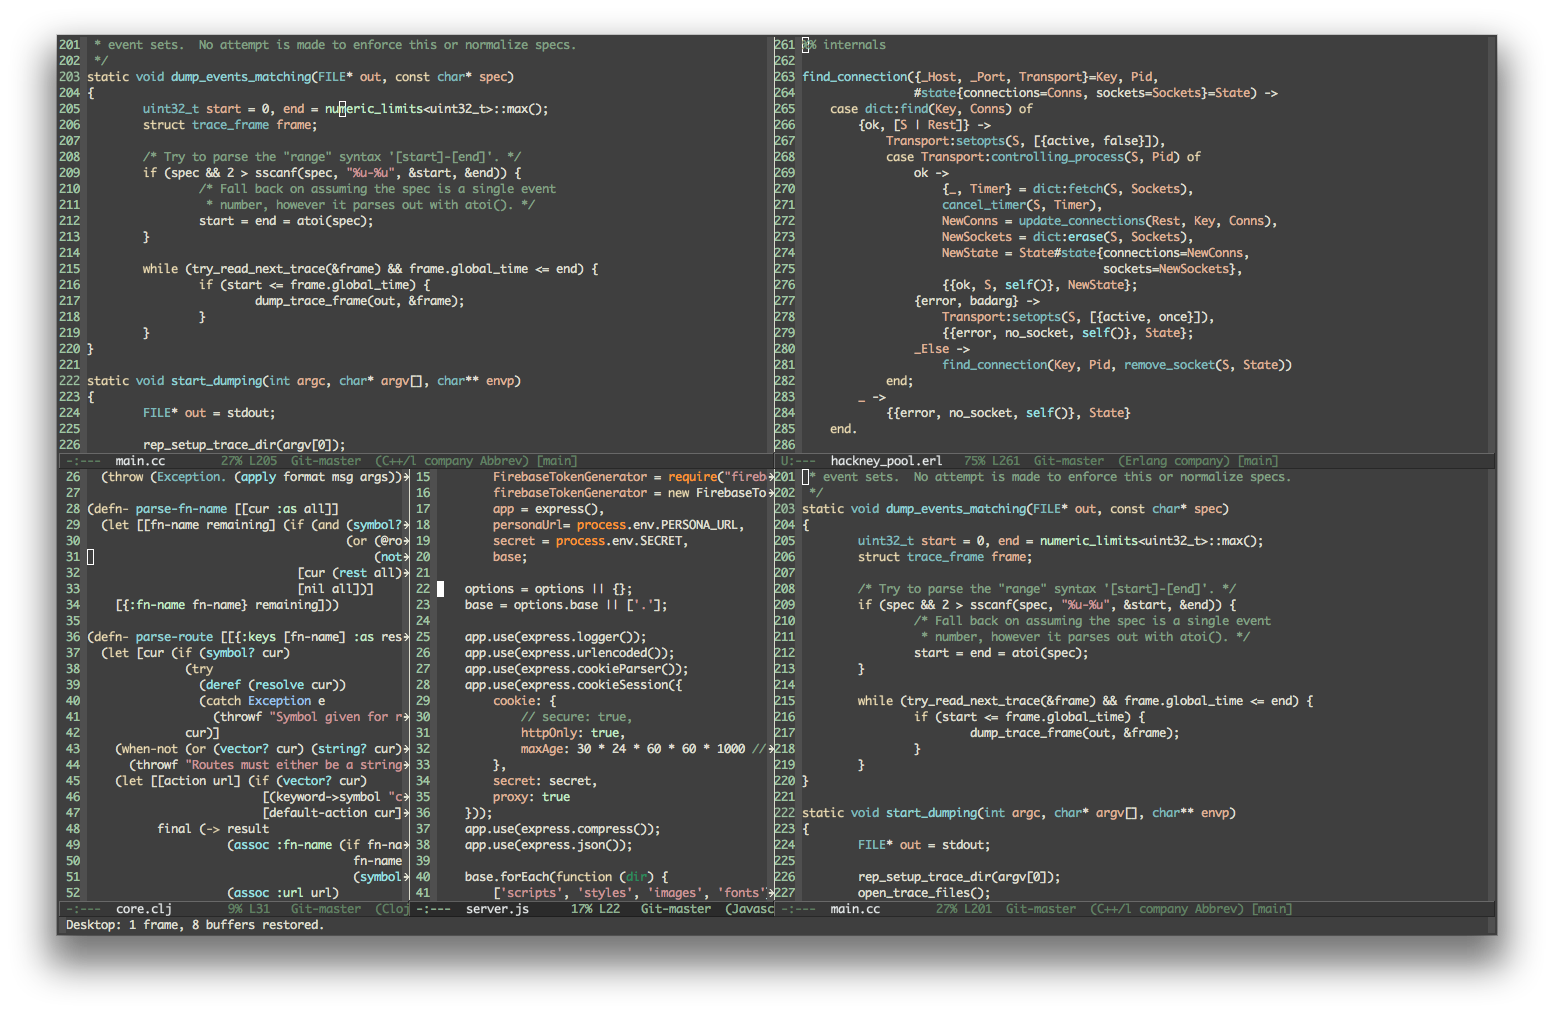 201  * event sets.  No attempt is made to enforce this or normalize specs.
202  */
203 static void dump_events_matching(FILE* out, const char* spec)
204 {
205         uint32_t start = 0, end = numeric_limits<uint32_t>::max();
206         struct trace_frame frame;
207
208         /* Try to parse the "range" syntax '[start]-[end]'. */
209         if (spec && 2 > sscanf(spec, "%u-%u", &start, &end)) {
210                 /* Fall back on assuming the spec is a single event
211                  * number, however it parses out with atoi(). */
212                 start = end = atoi(spec);
213         }
214
215         while (try_read_next_trace(&frame) && frame.global_time <= end) {
216                 if (start <= frame.global_time) {
217                         dump_trace_frame(out, &frame);
218                 }
219         }
220 }
221
222 static void start_dumping(int argc, char* argv[], char** envp)
223 {
224         FILE* out = stdout;
225
226         rep_setup_trace_dir(argv[0]);
-:---  main.cc        27% L205   Git-master  (C++/l company Abbrev) [main]
261 %% internals
262
263 find_connection({_Host, _Port, Transport}=Key, Pid,
264                 #state{connections=Conns, sockets=Sockets}=State) ->
265     case dict:find(Key, Conns) of
266         {ok, [S | Rest]} ->
267             Transport:setopts(S, [{active, false}]),
268             case Transport:controlling_process(S, Pid) of
269                 ok ->
270                     {_, Timer} = dict:fetch(S, Sockets),
271                     cancel_timer(S, Timer),
272                     NewConns = update_connections(Rest, Key, Conns),
273                     NewSockets = dict:erase(S, Sockets),
274                     NewState = State#state{connections=NewConns,
275                                            sockets=NewSockets},
276                     {{ok, S, self()}, NewState};
277                 {error, badarg} ->
278                     Transport:setopts(S, [{active, once}]),
279                     {{error, no_socket, self()}, State};
280                 _Else ->
281                     find_connection(Key, Pid, remove_socket(S, State))
282             end;
283         _ ->
284             {{error, no_socket, self()}, State}
285     end.
286
U:---  hackney_pool.erl   75% L261  Git-master  (Erlang company) [main]
26   (throw (Exception. (apply format msg args))
27
28 (defn- parse-fn-name [[cur :as all]]
29   (let [[fn-name remaining] (if (and (symbol?
30                                      (or (@ro
31                                          (not
32                               [cur (rest all)
33                               [nil all])]
34     [{:fn-name fn-name} remaining]))
35
36 (defn- parse-route [[{:keys [fn-name] :as res
37   (let [cur (if (symbol? cur)
38               (try
39                 (deref (resolve cur))
40                 (catch Exception e
41                   (throwf "Symbol given for r
42               cur)]
43     (when-not (or (vector? cur) (string? cur)
44       (throwf "Routes must either be a string
45     (let [[action url] (if (vector? cur)
46                          [(keyword->symbol "c
47                          [default-action cur]
48           final (-> result
49                     (assoc :fn-name (if fn-na
50                                       fn-name
51                                       (symbol
52                     (assoc :url url)
-:---  core.clj        9% L31   Git-master  (Cloj
15         FirebaseTokenGenerator = require("fireb
16         firebaseTokenGenerator = new FirebaseTo
17         app = express(),
18         personaUrl= process.env.PERSONA_URL,
19         secret = process.env.SECRET,
20         base;
21
22     options = options || {};
23     base = options.base || ['.'];
24
25     app.use(express.logger());
26     app.use(express.urlencoded());
27     app.use(express.cookieParser());
28     app.use(express.cookieSession({
29         cookie: {
30             // secure: true,
31             httpOnly: true,
32             maxAge: 30 * 24 * 60 * 60 * 1000 //
33         },
34         secret: secret,
35         proxy: true
36     }));
37     app.use(express.compress());
38     app.use(express.json());
39
40     base.forEach(function (dir) {
41         ['scripts', 'styles', 'images', 'fonts'
-:---  server.js      17% L22   Git-master  (Javasc
201  * event sets.  No attempt is made to enforce this or normalize specs.
202  */
203 static void dump_events_matching(FILE* out, const char* spec)
204 {
205         uint32_t start = 0, end = numeric_limits<uint32_t>::max();
206         struct trace_frame frame;
207
208         /* Try to parse the "range" syntax '[start]-[end]'. */
209         if (spec && 2 > sscanf(spec, "%u-%u", &start, &end)) {
210                 /* Fall back on assuming the spec is a single event
211                  * number, however it parses out with atoi(). */
212                 start = end = atoi(spec);
213         }
214
215         while (try_read_next_trace(&frame) && frame.global_time <= end) {
216                 if (start <= frame.global_time) {
217                         dump_trace_frame(out, &frame);
218                 }
219         }
220 }
221
222 static void start_dumping(int argc, char* argv[], char** envp)
223 {
224         FILE* out = stdout;
225
226         rep_setup_trace_dir(argv[0]);
227         open_trace_files();
-:---  main.cc        27% L201  Git-master  (C++/l company Abbrev) [main]
Desktop: 1 frame, 8 buffers restored.